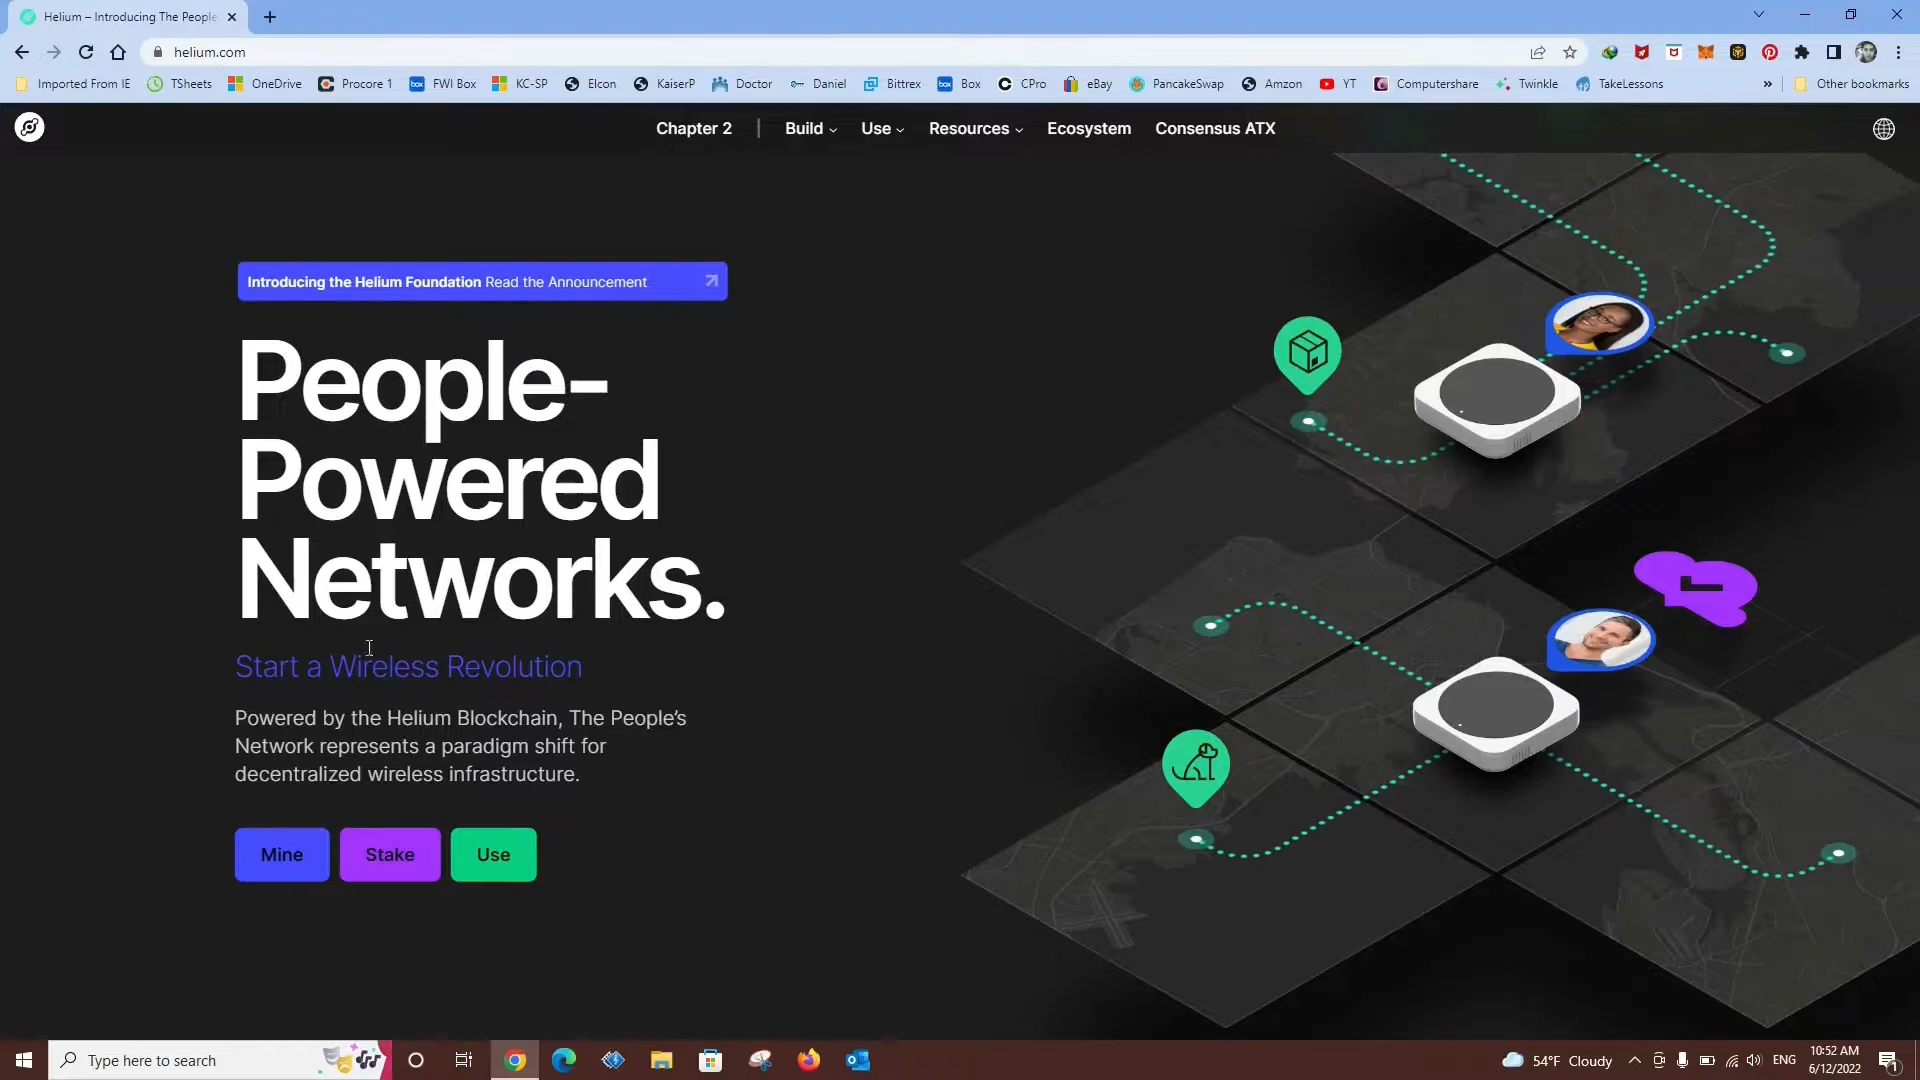 Helium – Introducing The People
helium.com
Imported From IE TSheets OneDrive Procore 1 FWI Box KC-SP Elcon KaiserP Doctor Daniel Bittrex Box CPro eBay PancakeSwap Amzon YT Computershare Twinkle TakeLessons » Other bookmarks
Chapter 2 | Build Use Resources Ecosystem Consensus ATX
Introducing the Helium Foundation Read the Announcement
People-
Powered
Networks.
Start a Wireless Revolution
Powered by the Helium Blockchain, The People's
Network represents a paradigm shift for
decentralized wireless infrastructure.
Mine Stake Use
Type here to search
54°F Cloudy
ENG
10:52 AM
6/12/2022
1